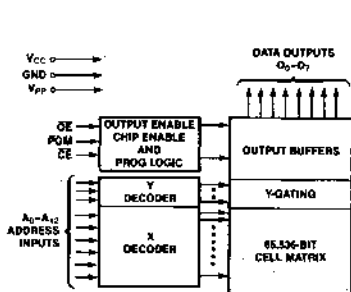 VCC
GND
VPP
DATA OUTPUTS
O0–O7
OE
PGM
CE
OUTPUT ENABLE
CHIP ENABLE
AND
PROG LOGIC
OUTPUT BUFFERS
A0–A12
ADDRESS
INPUTS
Y
DECODER
Y-GATING
X
DECODER
65,536-BIT
CELL MATRIX